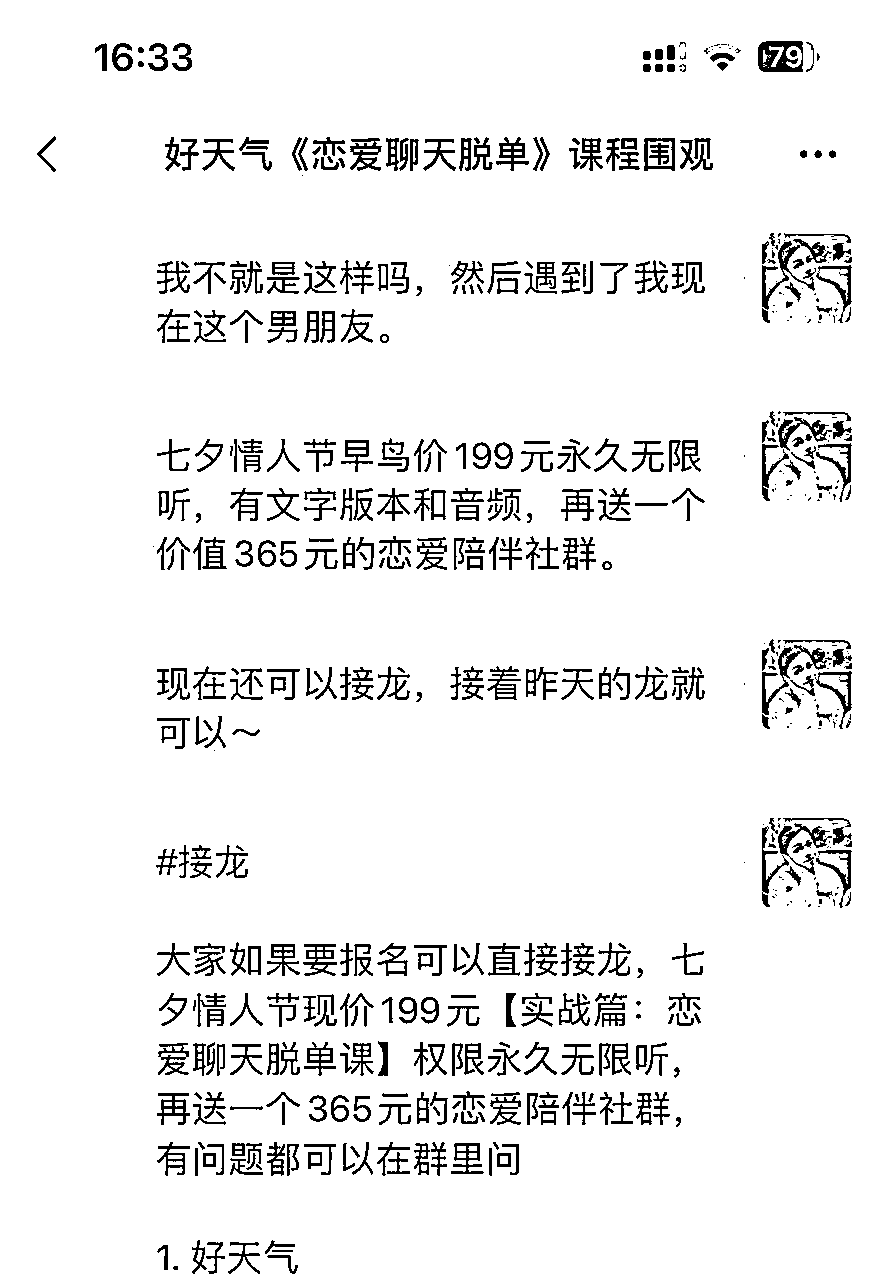 16:33
79
好天气《恋爱聊天脱单》课程围观
我不就是这样吗，然后遇到了我现
在这个男朋友。
七夕情人节早鸟价199元永久无限
听，有文字版本和音频，再送一个
价值365元的恋爱陪伴社群。
现在还可以接龙，接着昨天的龙就
可以～
#接龙
大家如果要报名可以直接接龙，七
夕情人节现价199元【实战篇：恋
爱聊天脱单课】权限永久无限听，
再送一个365元的恋爱陪伴社群，
有问题都可以在群里问
1. 好天气